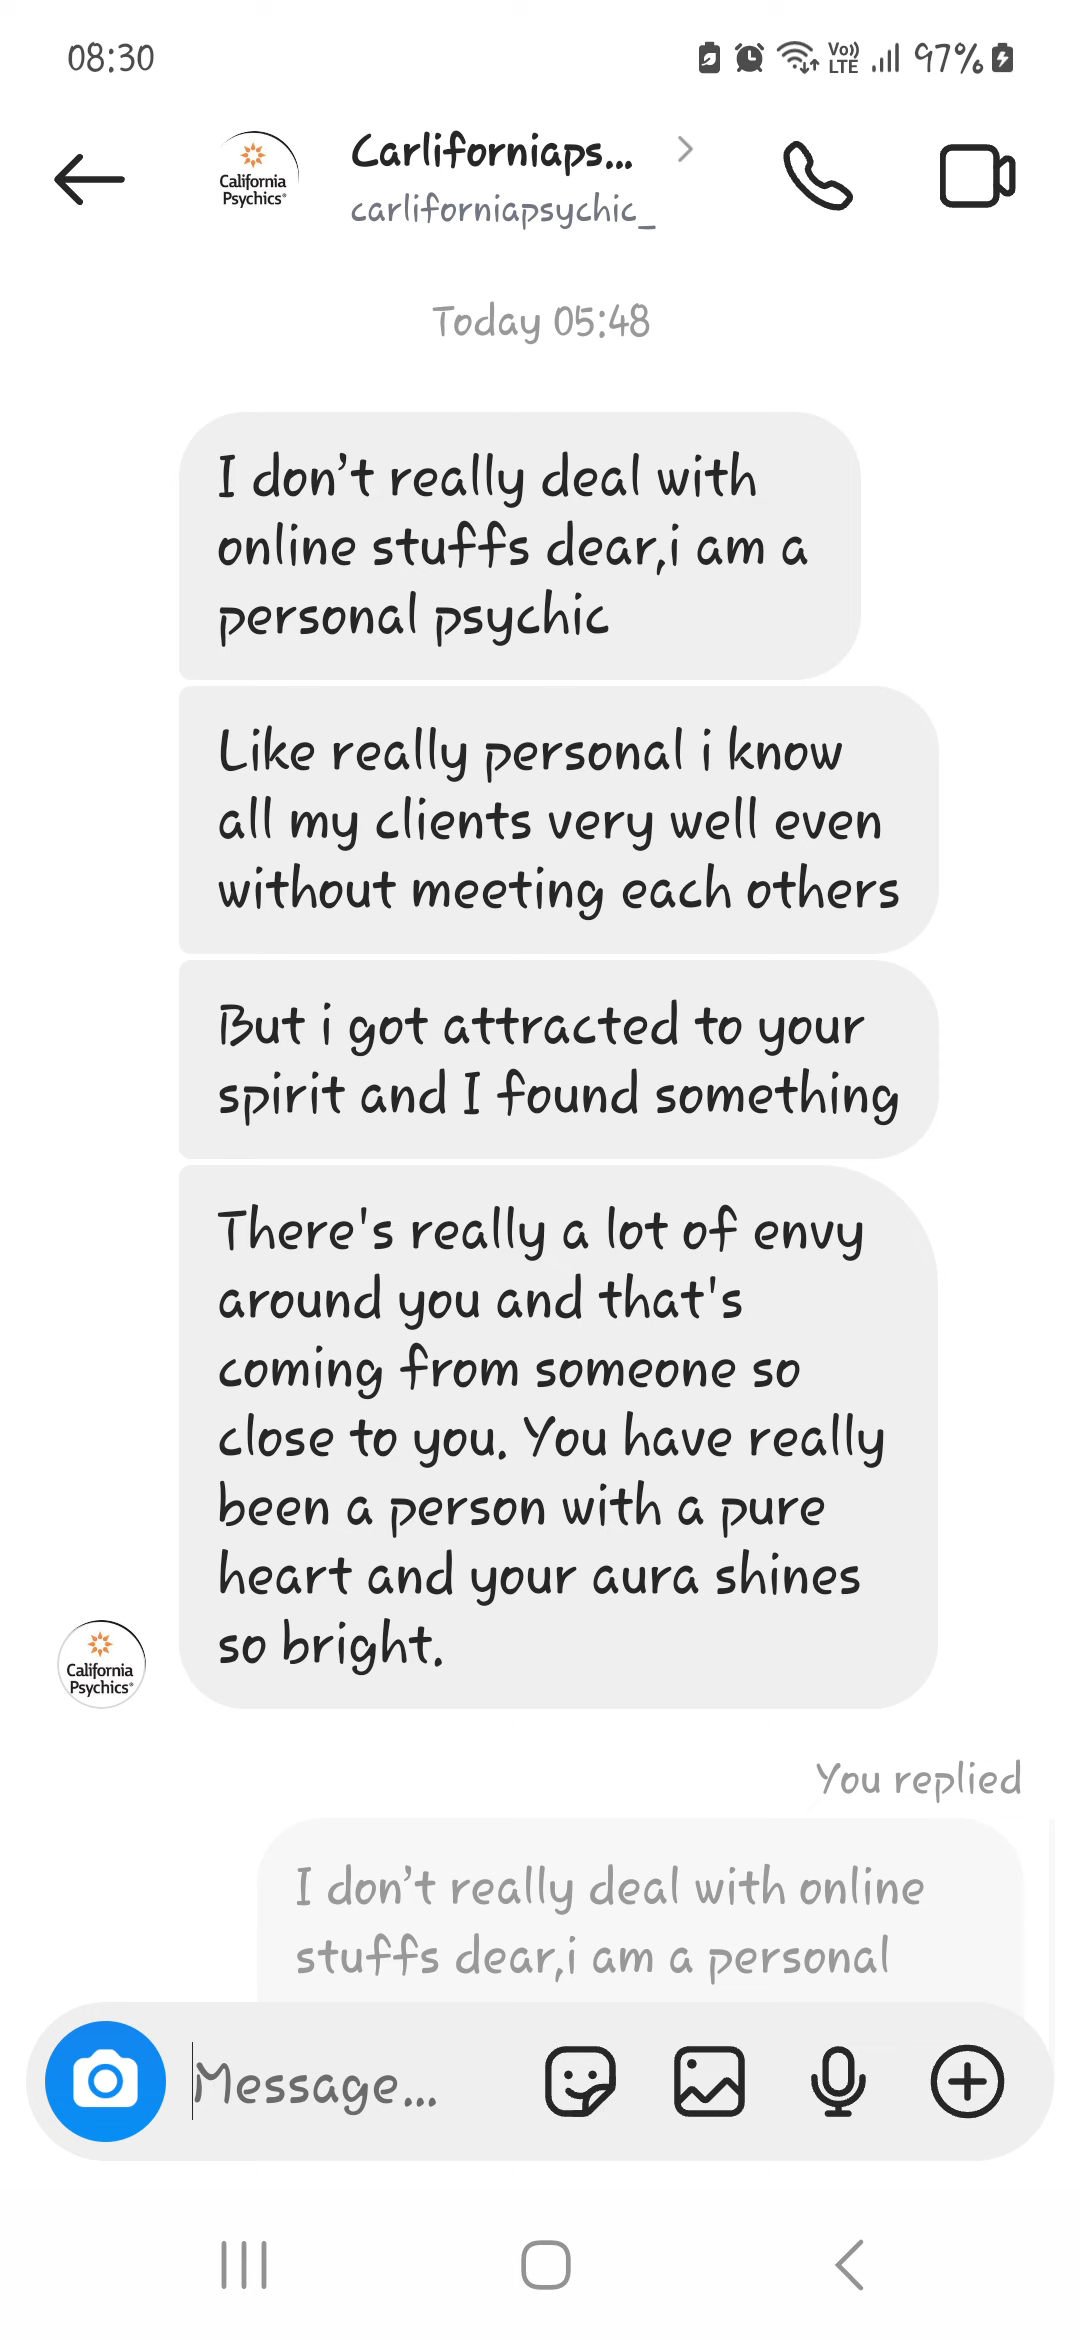 08:30
Vo))
LTE
97%
California
Psychics®
Carliforniaps...
carliforniapsychic_
Today 05:48
I don’t really deal with
online stuffs dear,i am a
personal psychic
Like really personal i know
all my clients very well even
without meeting each others
But i got attracted to your
spirit and I found something
There's really a lot of envy
around you and that's
coming from someone so
close to you. You have really
been a person with a pure
heart and your aura shines
so bright.
California
Psychics®
You replied
I don’t really deal with online
stuffs dear,i am a personal
Message...